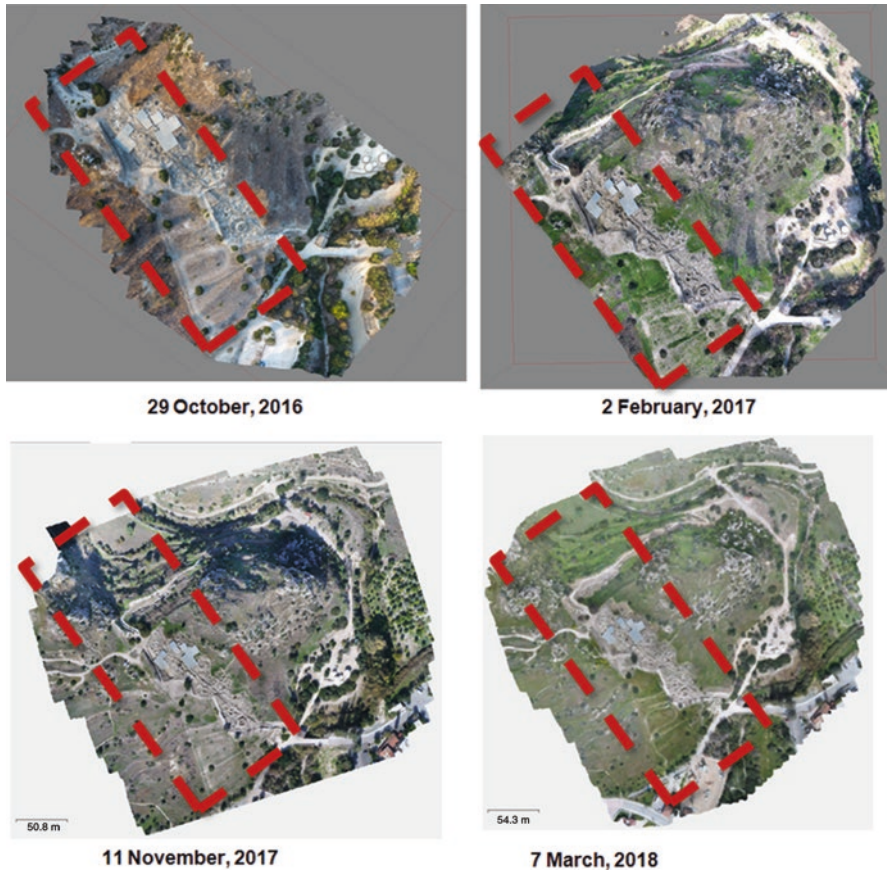 29 October, 2016
2 February, 2017
50.8 m
54.3 m
11 November, 2017
7 March, 2018